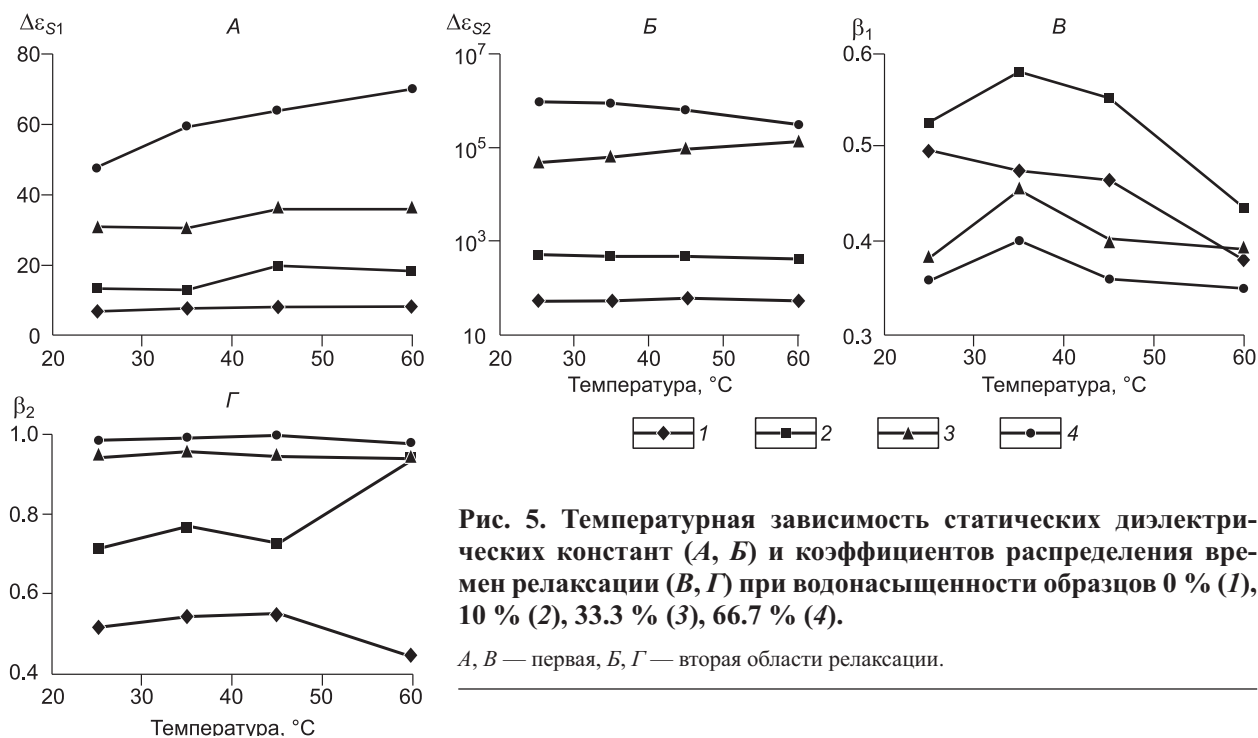 Δε_S1
А
80
60
40
20
0
20 30 40 50 60
Δε_S2
Б
10^7
10^5
10^3
10
20 30 40 50 60
Температура, °C
β_1
В
0.6
0.5
0.4
0.3
20 30 40 50 60
Температура, °C
β_2
Г
1.0
0.8
0.6
0.4
20 30 40 50 60
Температура, °C
1 2 3 4
Рис. 5. Температурная зависимость статических диэлектри-
ческих констант (А, Б) и коэффициентов распределения вре-
мен релаксации (В, Г) при водонасыщенности образцов 0 % (1),
10 % (2), 33.3 % (3), 66.7 % (4).
А, В — первая, Б, Г — вторая области релаксации.